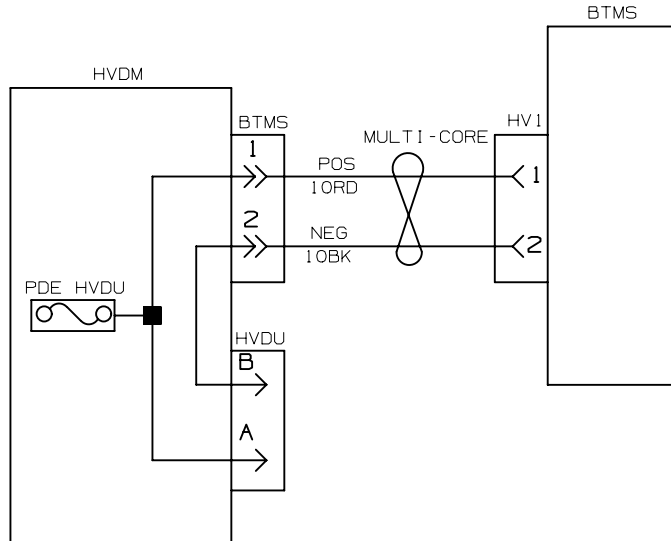 BTMS
HVDM
BTMS
HV1
1
MULTI-CORE
POS
1
10RD
2
NEG
2
10BK
PDE HVDU
HVDU
B
A